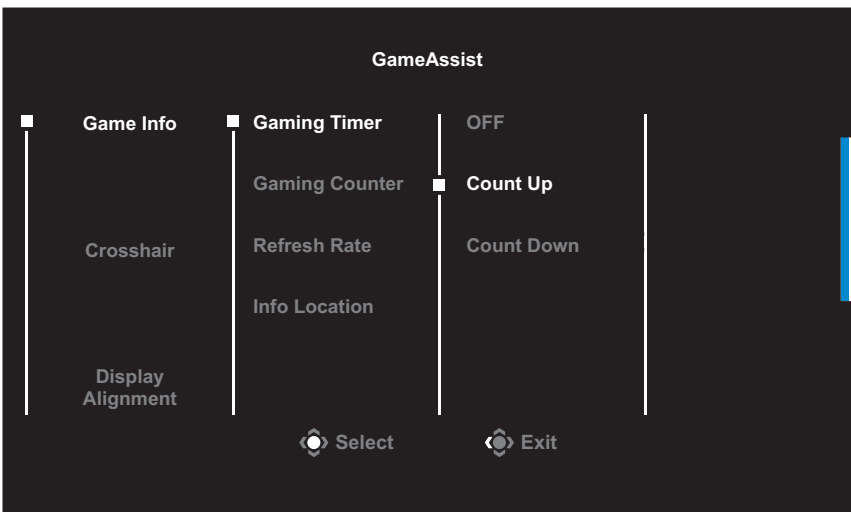 GameAssist
Game Info
Gaming Timer
OFF
Gaming Counter
Count Up
Crosshair
Refresh Rate
Count Down
Info Location
Display
Alignment
Select
Exit